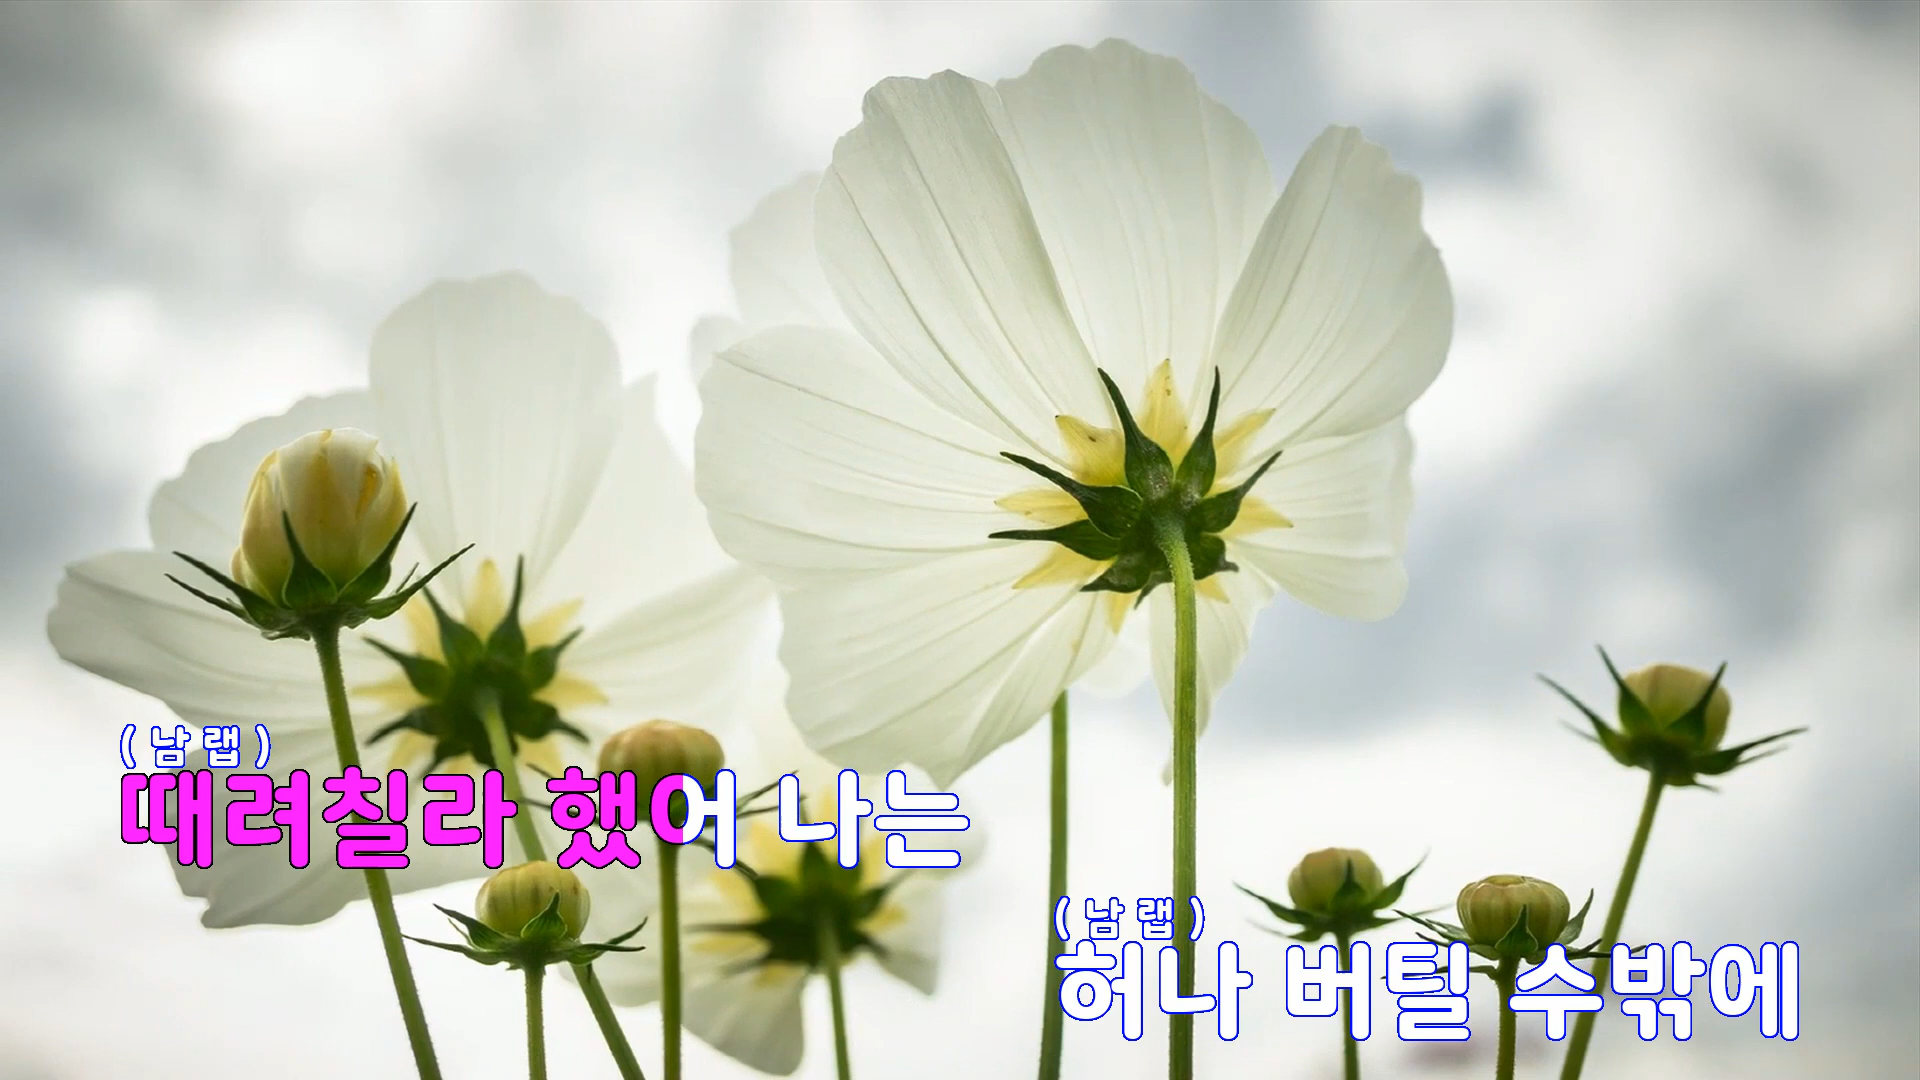 ( 남 랩 )
때려칠라 했어 나는
( 남 랩 )
허나 버틸 수밖에